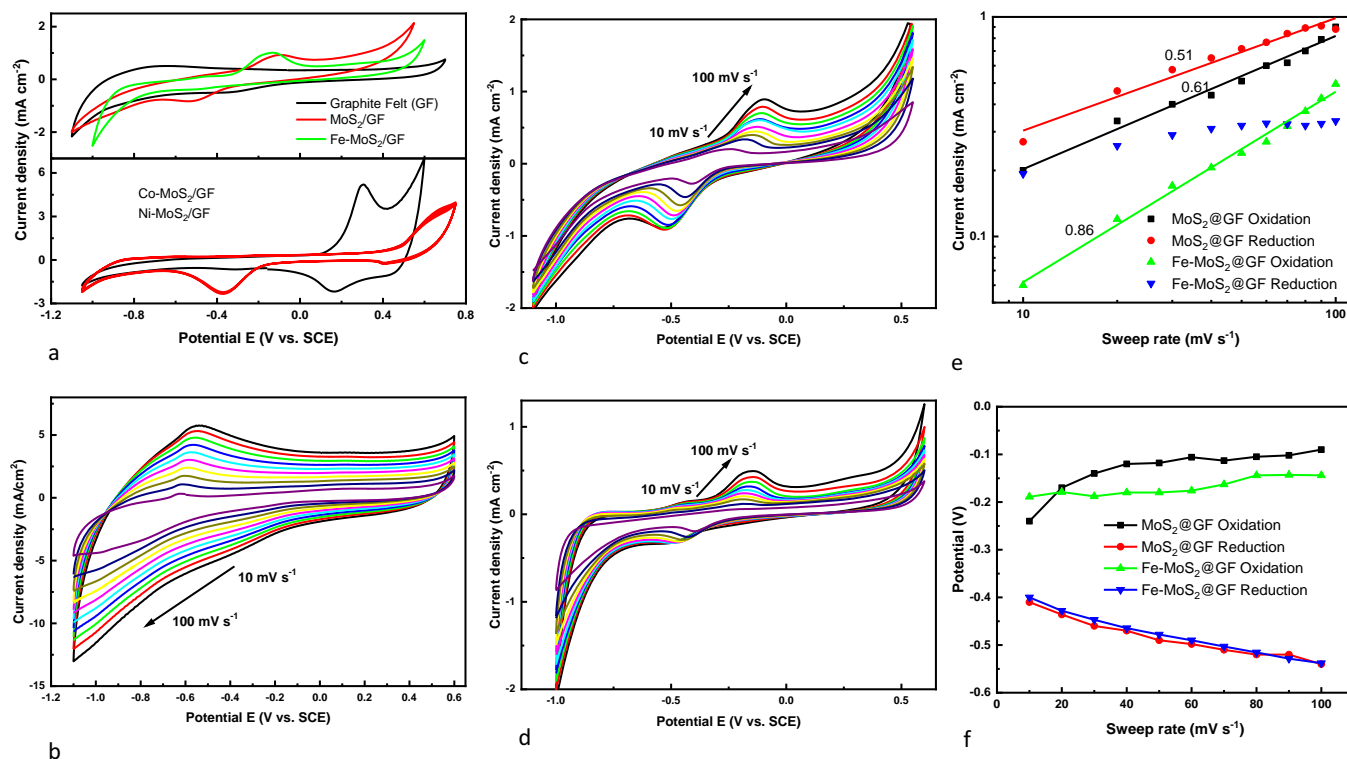 Current density (mA cm⁻²)
2
0
-2
Graphite Felt (GF)
MoS₂/GF
Fe-MoS₂/GF
6
3
0
-3
Co-MoS₂/GF
Ni-MoS₂/GF
Current density (mA cm⁻²)
-1.2 -0.8 -0.4 0.0 0.4 0.8
Potential E (V vs. SCE)
a
Current density (mA/cm²)
5
0
-5
-10
-15
10 mV s⁻¹
100 mV s⁻¹
-1.0 -0.8 -0.6 -0.4 -0.2 0.0 0.2 0.4 0.6
Potential E (V vs. SCE)
b
Current density (mA cm⁻²)
2
1
0
-1
-2
100 mV s⁻¹
10 mV s⁻¹
-1.0 -0.5 0.0 0.5
Potential E (V vs. SCE)
c
Current density (mA cm⁻²)
1
0
-1
-2
100 mV s⁻¹
10 mV s⁻¹
-1.0 -0.5 0.0 0.5
Potential E (V vs. SCE)
d
Current density (mA cm⁻²)
1
0.1
0.51
0.61
0.86
MoS₂@GF Oxidation
MoS₂@GF Reduction
Fe-MoS₂@GF Oxidation
Fe-MoS₂@GF Reduction
10 100
Sweep rate (mV s⁻¹)
e
Potential (V)
0.0
-0.1
-0.2
-0.3
-0.4
-0.5
-0.6
MoS₂@GF Oxidation
MoS₂@GF Reduction
Fe-MoS₂@GF Oxidation
Fe-MoS₂@GF Reduction
20 40 60 80 100
Sweep rate (mV s⁻¹)
f